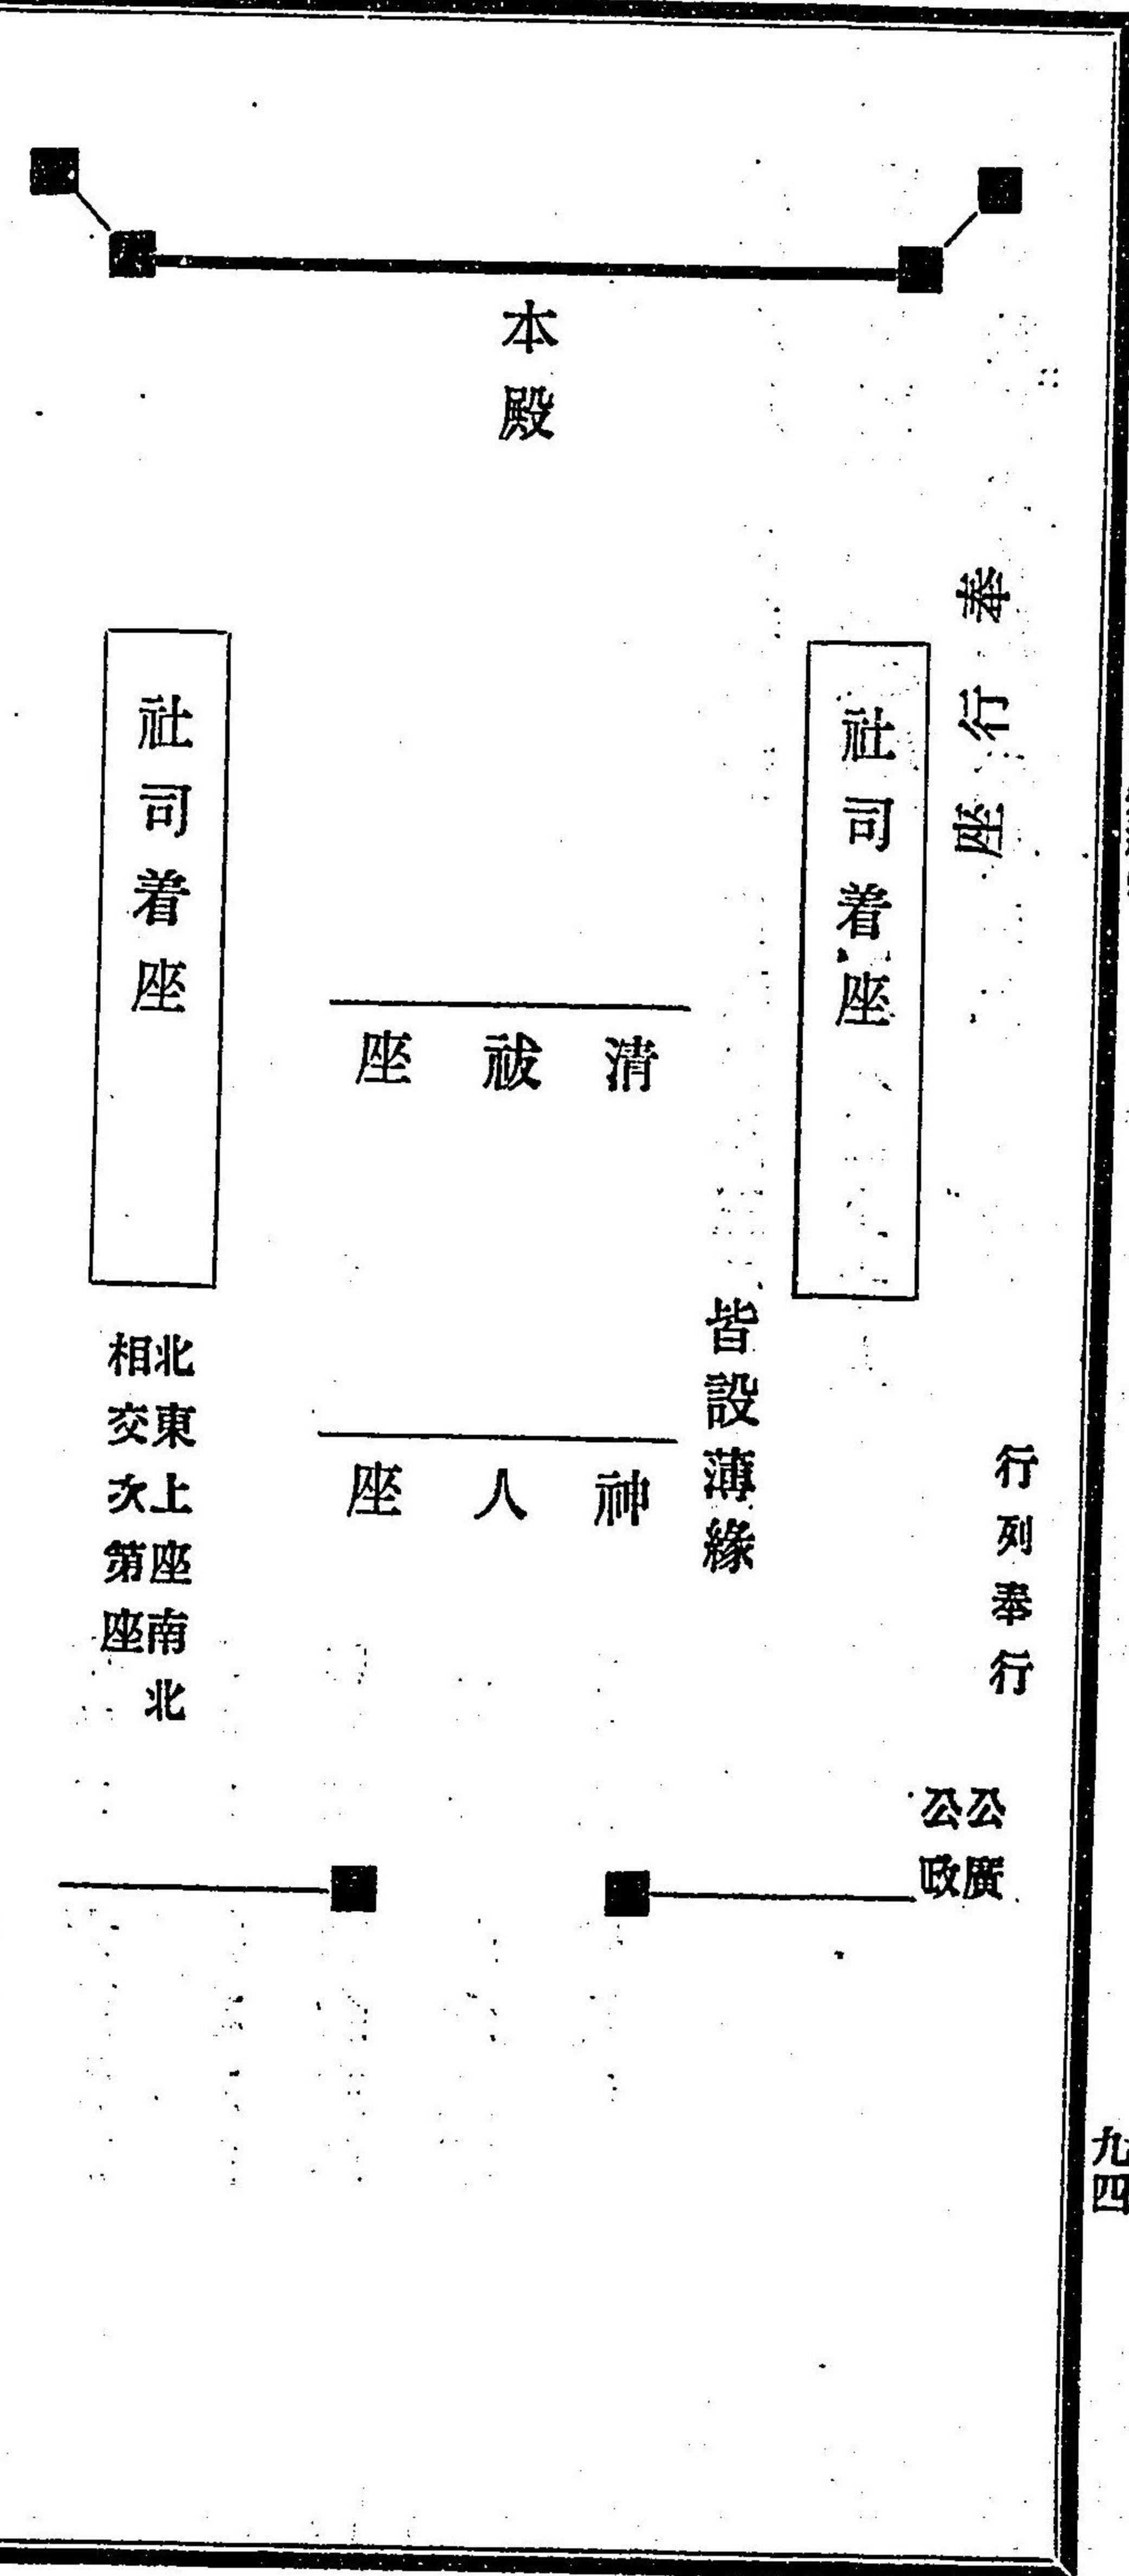 本殿
奉行座
社司着座
清祓座
社司着座
皆設薄縁
神人座
行列奉行
公廣
公政
北東上座南北
相交次第座
九四